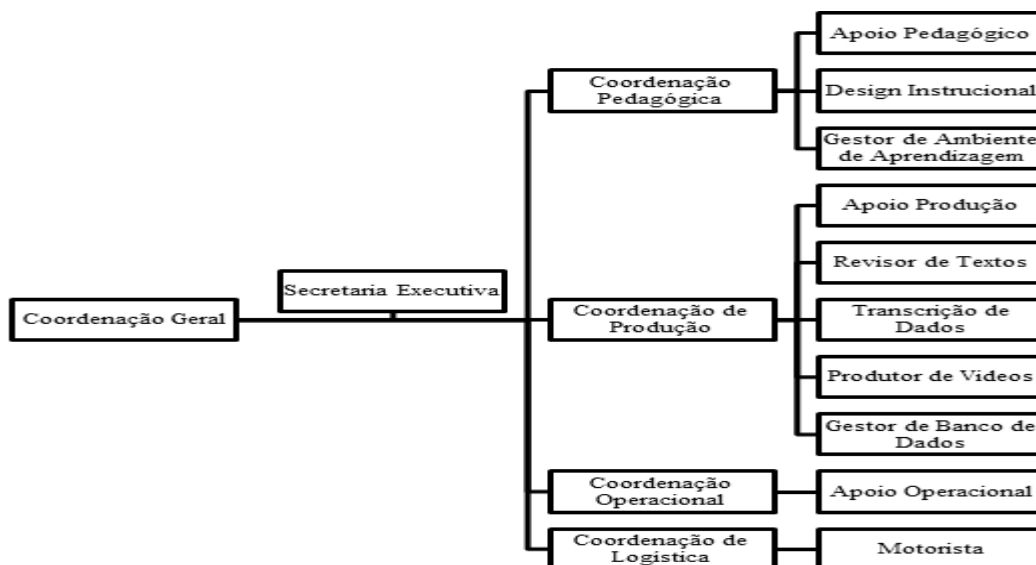 Coordenação Geral
Secretaria Executiva
Coordenação
Pedagógica
Apoio Pedagógico
Design Instrucional
Gestor de Ambiente
de Aprendizagem
Coordenação de
Produção
Apoio Produção
Revisor de Textos
Transcrição de
Dados
Produtor de Videos
Gestor de Banco de
Dados
Coordenação
Operacional
Apoio Operacional
Coordenação de
Logística
Motorista